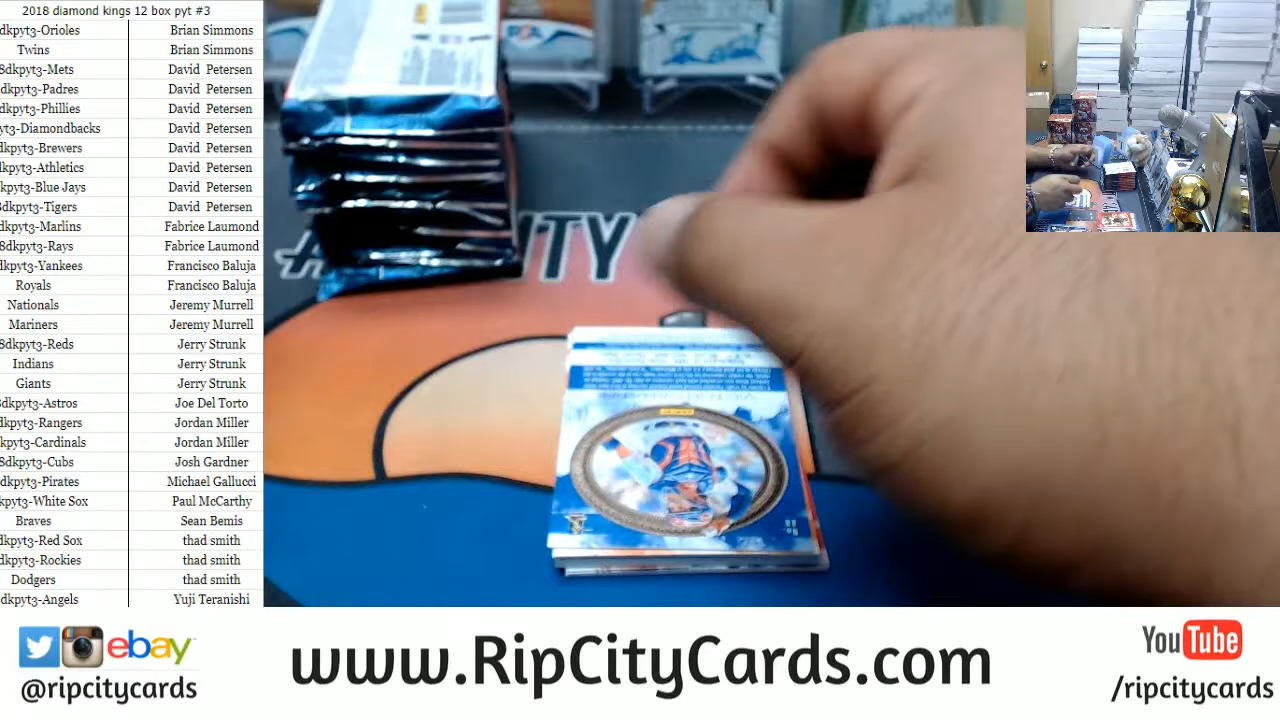 2018 diamond kings 12 box pyt #3
dkpyt3-Orioles Brian Simmons
Twins Brian Simmons
8dkpyt3-Mets David Petersen
dkpyt3-Padres David Petersen
dkpyt3-Phillies David Petersen
yt3-Diamondbacks David Petersen
dkpyt3-Brewers David Petersen
dkpyt3-Athletics David Petersen
kpyt3-Blue Jays David Petersen
8dkpyt3-Tigers David Petersen
dkpyt3-Marlins Fabrice Laumond
8dkpyt3-Rays Fabrice Laumond
dkpyt3-Yankees Francisco Baluja
Royals Francisco Baluja
Nationals Jeremy Murrell
Mariners Jeremy Murrell
8dkpyt3-Reds Jerry Strunk
Indians Jerry Strunk
Giants Jerry Strunk
8dkpyt3-Astros Joe Del Torto
dkpyt3-Rangers Jordan Miller
kpyt3-Cardinals Jordan Miller
8dkpyt3-Cubs Josh Gardner
dkpyt3-Pirates Michael Gallucci
kpyt3-White Sox Paul McCarthy
Braves Sean Bemis
dkpyt3-Red Sox thad smith
dkpyt3-Rockies thad smith
Dodgers thad smith
dkpyt3-Angels Yuji Teranishi
ITY
ebay
@ripcitycards
www.RipCityCards.com
YouTube
/ripcitycards